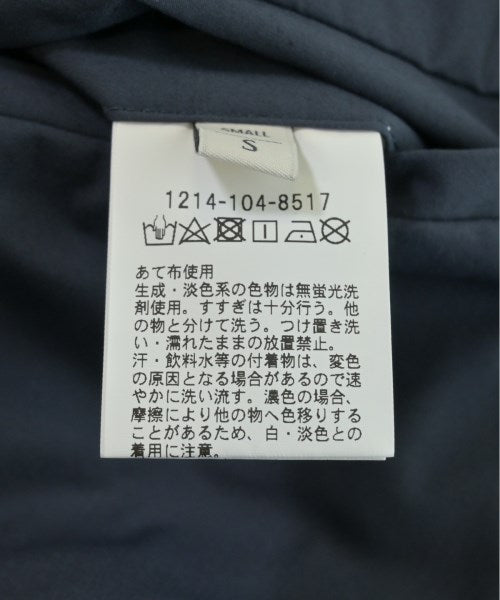 SMALL
S
1214-104-8517
あて布使用
生成・淡色系の色物は無蛍光洗
剤使用。すすぎは十分行う。他
の物と分けて洗う。つけ置き洗
い・濡れたままの放置禁止。
汗・飲料水等の付着物は、変色
の原因となる場合があるので速
やかに洗い流す。濃色の場合、
摩擦により他の物へ色移りする
ことがあるため、白・淡色との
着用に注意。